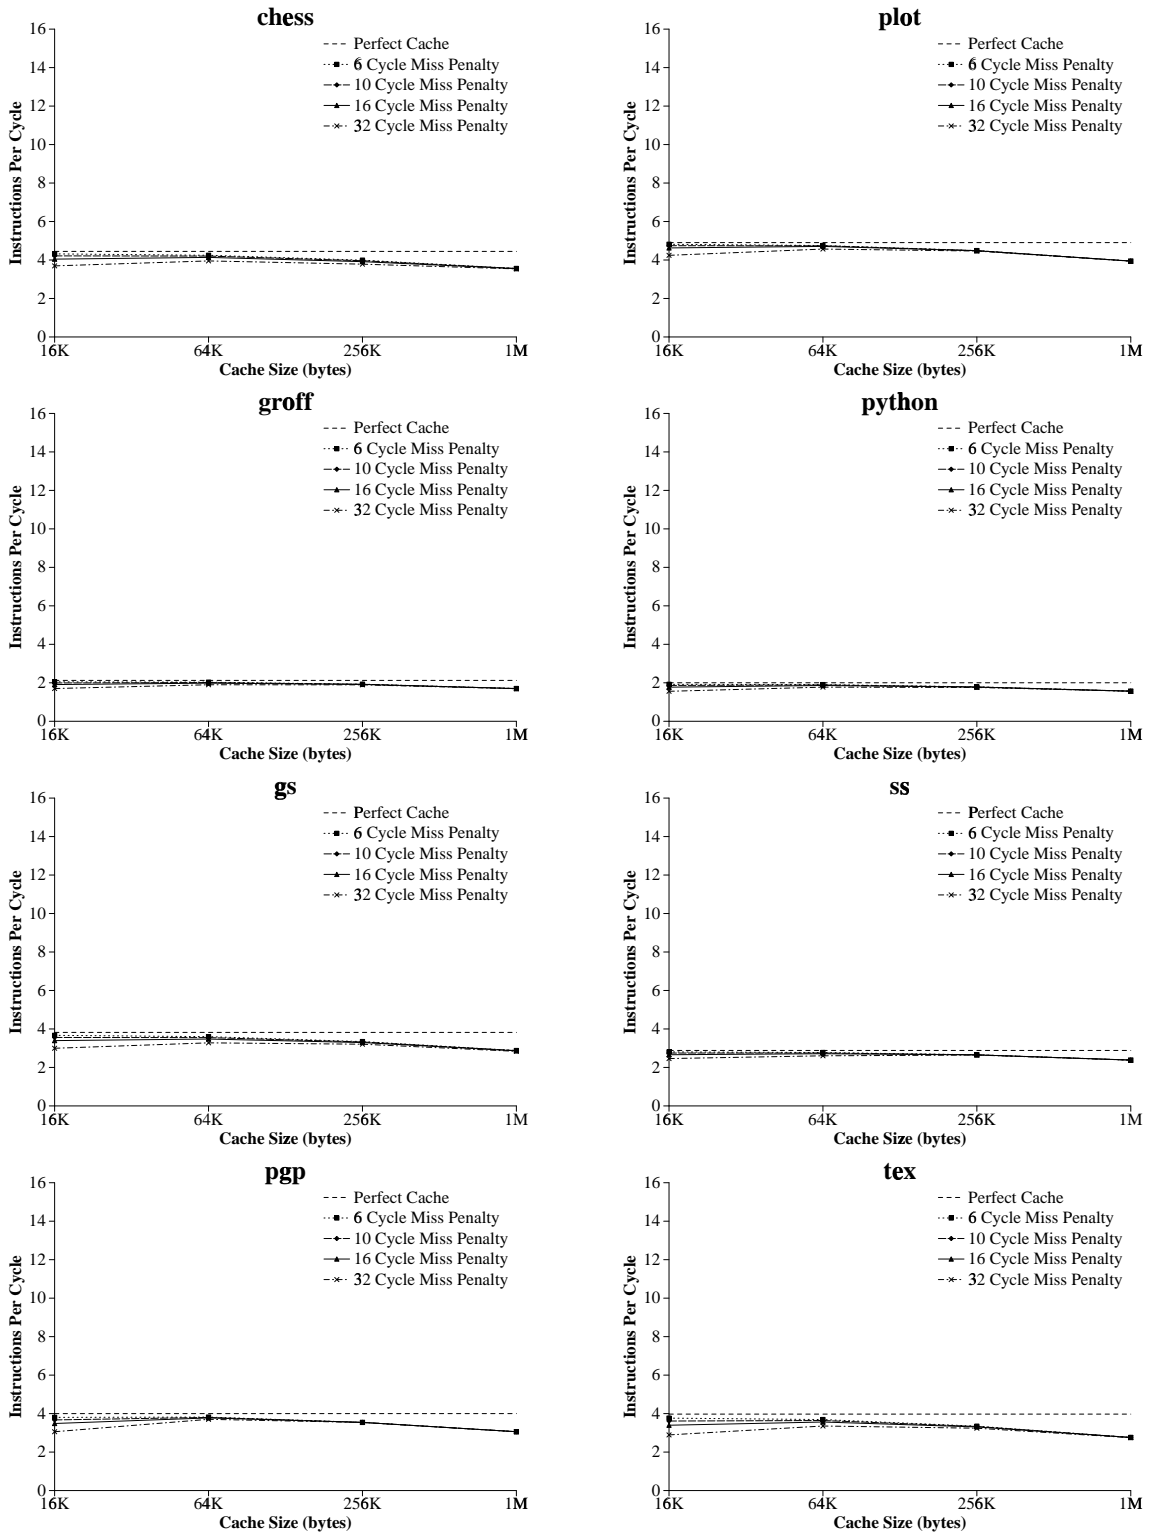 chess
16
14
12
10
8
6
4
2
0
Instructions Per Cycle
Perfect Cache
6 Cycle Miss Penalty
10 Cycle Miss Penalty
16 Cycle Miss Penalty
32 Cycle Miss Penalty
16K 64K 256K 1M
Cache Size (bytes)
plot
16
14
12
10
8
6
4
2
0
Instructions Per Cycle
Perfect Cache
6 Cycle Miss Penalty
10 Cycle Miss Penalty
16 Cycle Miss Penalty
32 Cycle Miss Penalty
16K 64K 256K 1M
Cache Size (bytes)
groff
16
14
12
10
8
6
4
2
0
Instructions Per Cycle
Perfect Cache
6 Cycle Miss Penalty
10 Cycle Miss Penalty
16 Cycle Miss Penalty
32 Cycle Miss Penalty
16K 64K 256K 1M
Cache Size (bytes)
python
16
14
12
10
8
6
4
2
0
Instructions Per Cycle
Perfect Cache
6 Cycle Miss Penalty
10 Cycle Miss Penalty
16 Cycle Miss Penalty
32 Cycle Miss Penalty
16K 64K 256K 1M
Cache Size (bytes)
gs
16
14
12
10
8
6
4
2
0
Instructions Per Cycle
Perfect Cache
6 Cycle Miss Penalty
10 Cycle Miss Penalty
16 Cycle Miss Penalty
32 Cycle Miss Penalty
16K 64K 256K 1M
Cache Size (bytes)
ss
16
14
12
10
8
6
4
2
0
Instructions Per Cycle
Perfect Cache
6 Cycle Miss Penalty
10 Cycle Miss Penalty
16 Cycle Miss Penalty
32 Cycle Miss Penalty
16K 64K 256K 1M
Cache Size (bytes)
pgp
16
14
12
10
8
6
4
2
0
Instructions Per Cycle
Perfect Cache
6 Cycle Miss Penalty
10 Cycle Miss Penalty
16 Cycle Miss Penalty
32 Cycle Miss Penalty
16K 64K 256K 1M
Cache Size (bytes)
tex
16
14
12
10
8
6
4
2
0
Instructions Per Cycle
Perfect Cache
6 Cycle Miss Penalty
10 Cycle Miss Penalty
16 Cycle Miss Penalty
32 Cycle Miss Penalty
16K 64K 256K 1M
Cache Size (bytes)